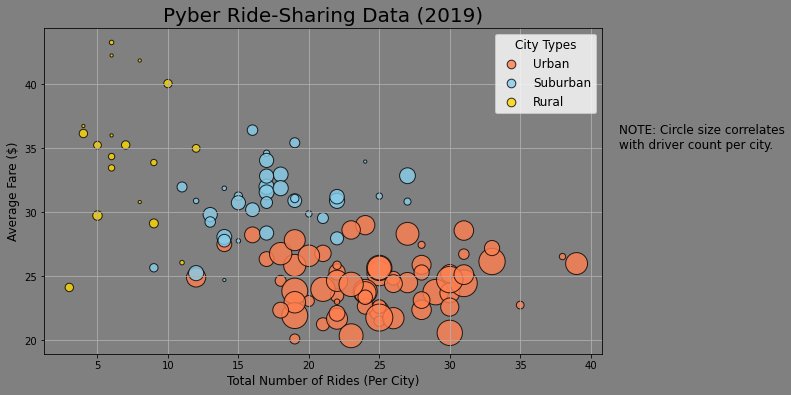 Pyber Ride-Sharing Data (2019)
City Types
Urban
Suburban
Rural
NOTE: Circle size correlates
with driver count per city.
Average Fare ($)
40
35
30
25
20
5 10 15 20 25 30 35 40
Total Number of Rides (Per City)